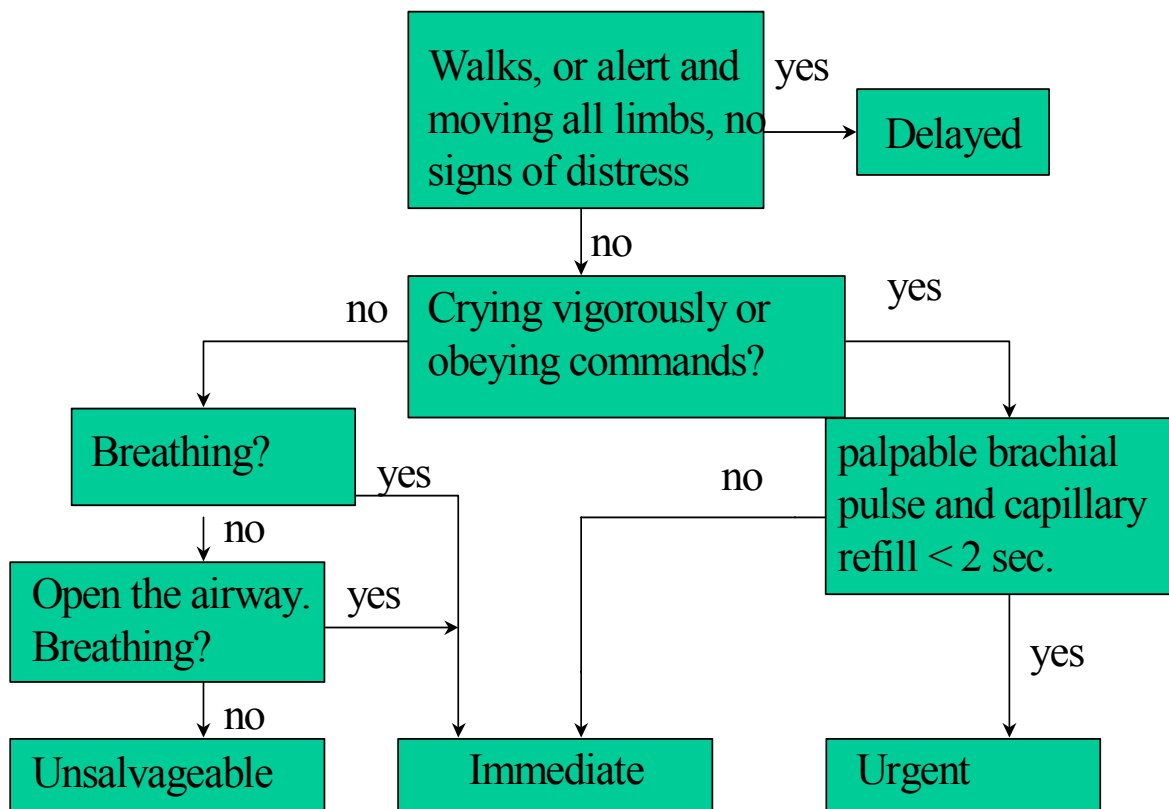 Walks, or alert and
moving all limbs, no
signs of distress
yes
Delayed
no
Crying vigorously or
obeying commands?
no
yes
Breathing?
yes
no
palpable brachial
pulse and capillary
refill < 2 sec.
no
Open the airway.
Breathing?
yes
no
yes
Unsalvageable
Immediate
Urgent